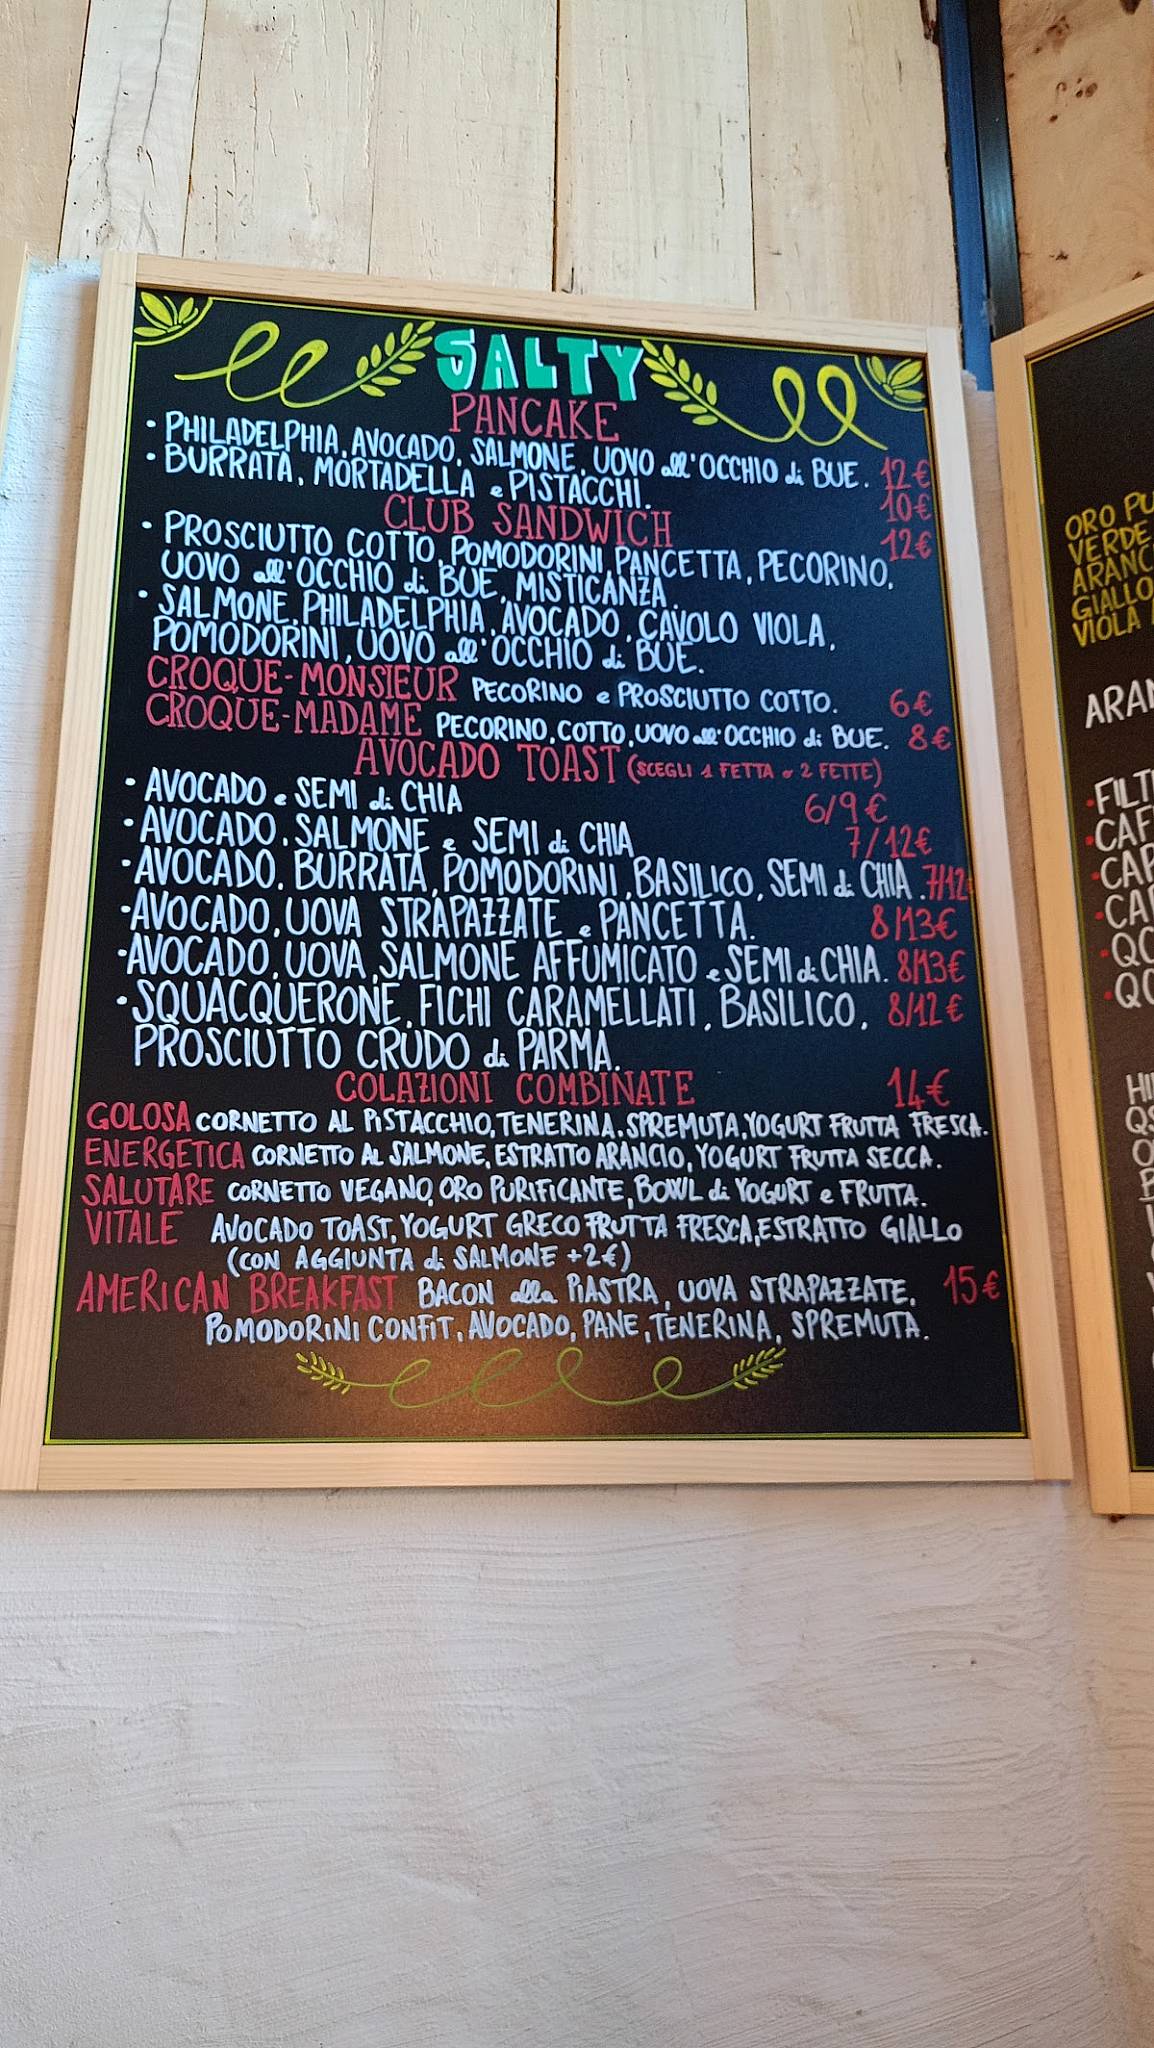 SALTY
PANCAKE
• PHILADELPHIA, AVOCADO, SALMONE, UOVO all'OCCHIO di BUE. 12€
• BURRATA, MORTADELLA e PISTACCHI. 10€
CLUB SANDWICH 12€
• PROSCIUTTO COTTO, POMODORINI, PANCETTA, PECORINO,
UOVO all'OCCHIO di BUE, MISTICANZA.
• SALMONE, PHILADELPHIA, AVOCADO, CAVOLO VIOLA,
POMODORINI, UOVO all'OCCHIO di BUE.
CROQUE-MONSIEUR PECORINO e PROSCIUTTO COTTO. 6€
CROQUE-MADAME PECORINO, COTTO, UOVO all'OCCHIO di BUE. 8€
AVOCADO TOAST (SCEGLI 1 FETTA o 2 FETTE)
• AVOCADO e SEMI di CHIA 6/9€
• AVOCADO, SALMONE e SEMI di CHIA 7/12€
• AVOCADO, BURRATA, POMODORINI, BASILICO, SEMI di CHIA. 7/12€
• AVOCADO, UOVA STRAPAZZATE e PANCETTA. 8/13€
• AVOCADO, UOVA, SALMONE AFFUMICATO e SEMI di CHIA. 8/13€
• SQUACQUERONE, FICHI CARAMELLATI, BASILICO, 8/12€
PROSCIUTTO CRUDO di PARMA.
COLAZIONI COMBINATE 14€
GOLOSA CORNETTO AL PISTACCHIO, TENERINA, SPREMUTA, YOGURT FRUTTA FRESCA.
ENERGETICA CORNETTO AL SALMONE, ESTRATTO ARANCIO, YOGURT FRUTTA SECCA.
SALUTARE CORNETTO VEGANO, ORO PURIFICANTE, BOWL di YOGURT e FRUTTA.
VITALE AVOCADO TOAST, YOGURT GRECO FRUTTA FRESCA, ESTRATTO GIALLO
(CON AGGIUNTA di SALMONE +2€)
AMERICAN BREAKFAST BACON alla PIASTRA, UOVA STRAPAZZATE, 15€
POMODORINI CONFIT, AVOCADO, PANE, TENERINA, SPREMUTA.
ORO
VERDE
GIALLO
VIOLA